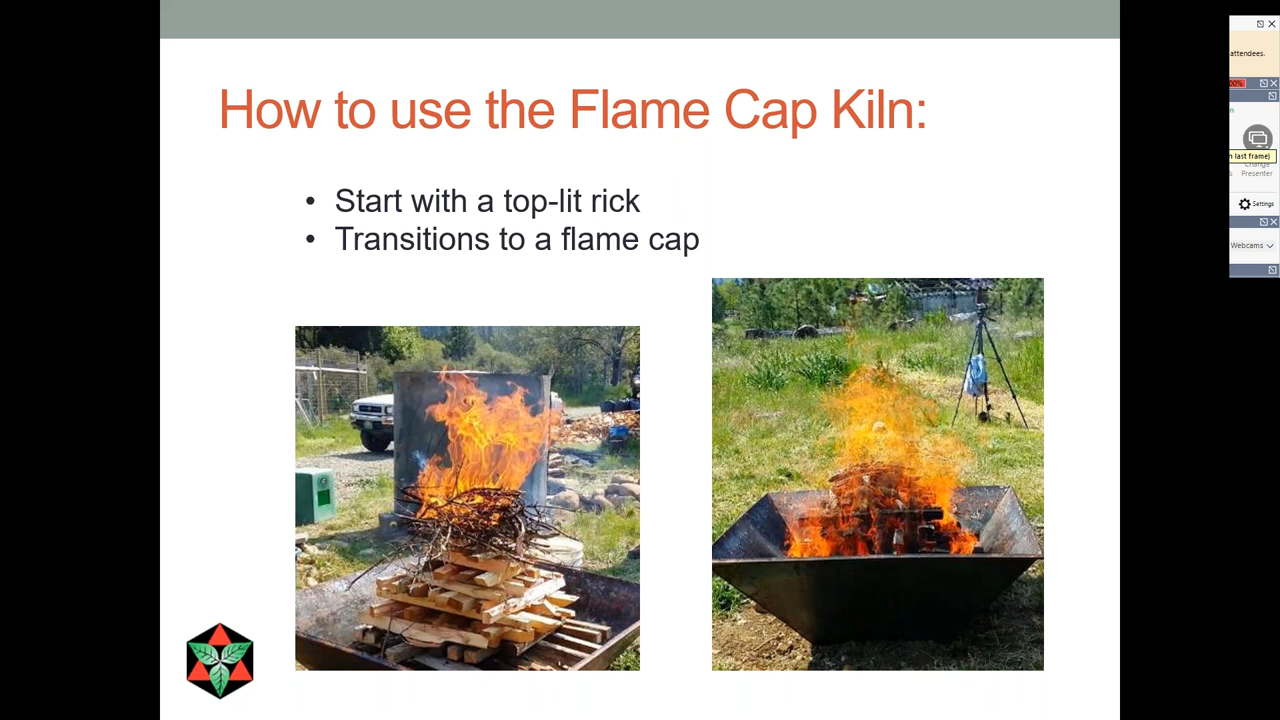 How to use the Flame Cap Kiln:
• Start with a top-lit rick
• Transitions to a flame cap
attendees.
n last frame)
Presenter
Settings
Webcams